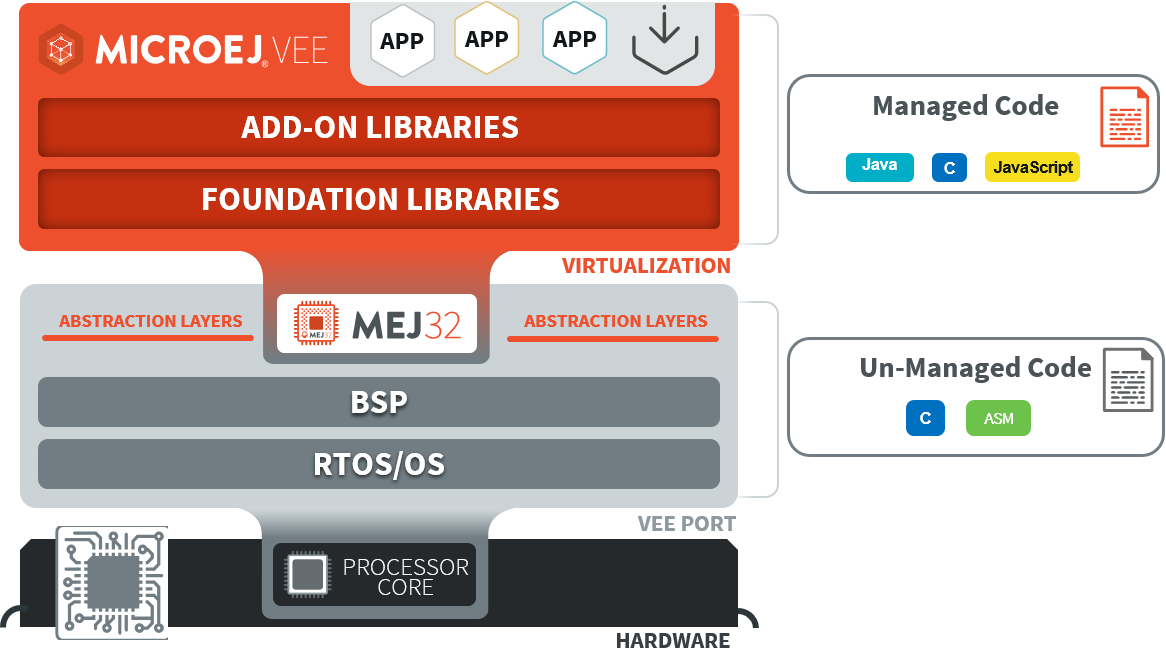 MICROEJ® VEE
APP
APP
APP
ADD-ON LIBRARIES
FOUNDATION LIBRARIES
VIRTUALIZATION
Managed Code
Java
C
JavaScript
ABSTRACTION LAYERS
MEJ32
MEJ32
ABSTRACTION LAYERS
BSP
RTOS/OS
VEE PORT
Un-Managed Code
C
ASM
PROCESSOR
CORE
HARDWARE